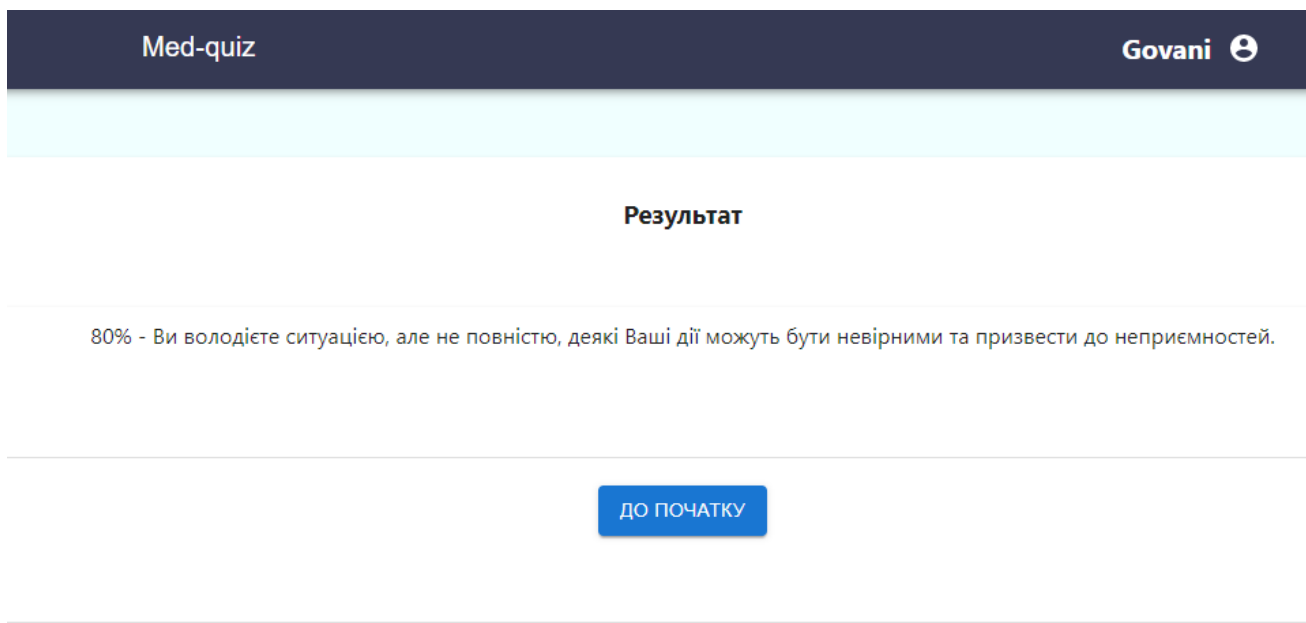 Med-quiz
Govani
Результат
80% - Ви володієте ситуацією, але не повністю, деякі Ваші дії можуть бути невірними та призвести до неприємностей.
ДО ПОЧАТКУ